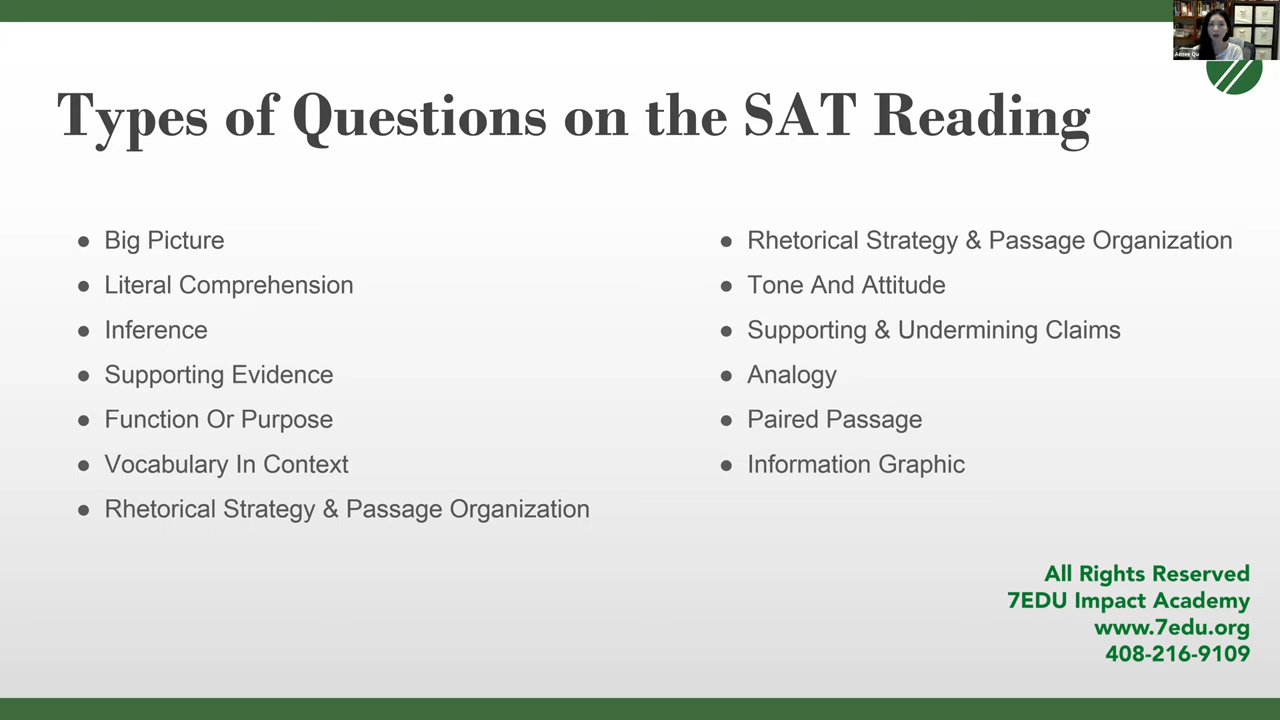 Types of Questions on the SAT Reading
● Big Picture
● Literal Comprehension
● Inference
● Supporting Evidence
● Function Or Purpose
● Vocabulary In Context
● Rhetorical Strategy & Passage Organization
● Rhetorical Strategy & Passage Organization
● Tone And Attitude
● Supporting & Undermining Claims
● Analogy
● Paired Passage
● Information Graphic
All Rights Reserved
7EDU Impact Academy
www.7edu.org
408-216-9109